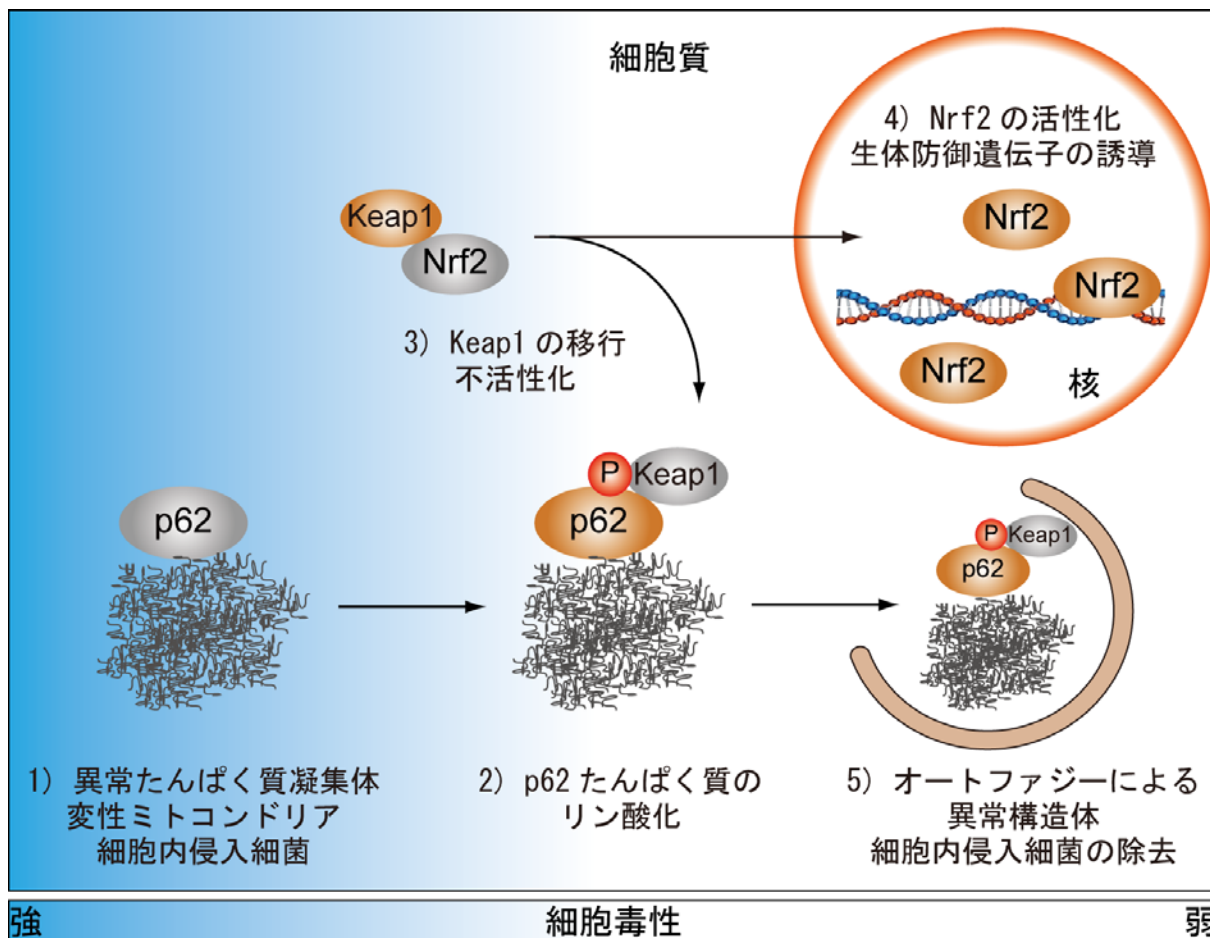 細胞質
4) Nrf2 の活性化
生体防御遺伝子の誘導
Keap1
Nrf2
Nrf2
Nrf2
Nrf2
核
3) Keap1 の移行
不活性化
p62
P
Keap1
p62
P
Keap1
p62
1) 異常たんぱく質凝集体
変性ミトコンドリア
細胞内侵入細菌
2) p62 たんぱく質の
リン酸化
5) オートファジーによる
異常構造体
細胞内侵入細菌の除去
強 細胞毒性 弱